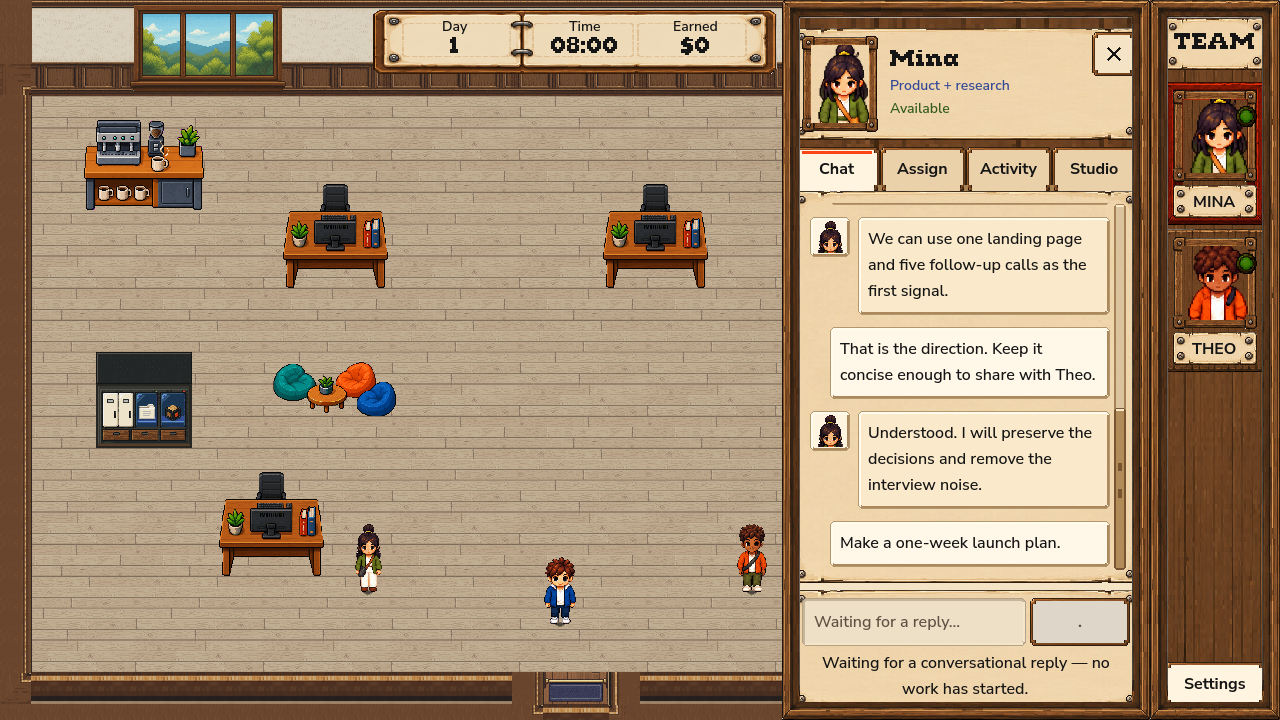 Day
1
Time
08:00
Earned
$0
Mina
Product + research
Available
Chat
Assign
Activity
Studio
We can use one landing page
and five follow-up calls as the
first signal.
That is the direction. Keep it
concise enough to share with Theo.
Understood. I will preserve the
decisions and remove the
interview noise.
Make a one-week launch plan.
Waiting for a reply...
.
Waiting for a conversational reply — no
work has started.
TEAM
MINA
THEO
Settings